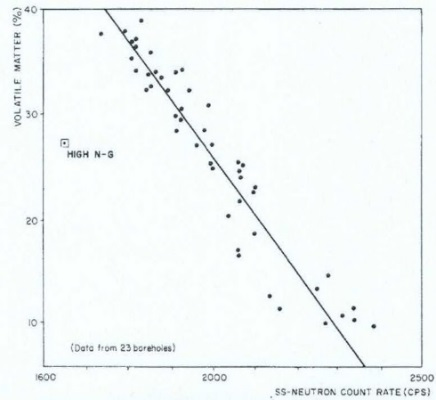 VOLATILE MATTER (%)
40
30
20
10
HIGH N-G
(Data from 23 boreholes)
1600
2000
2500
SS-NEUTRON COUNT RATE (CPS)